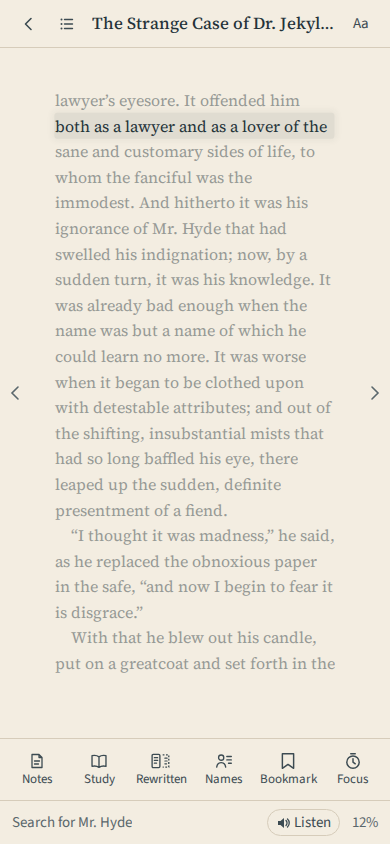 The Strange Case of Dr. Jekyl...
Aa
lawyer’s eyesore. It offended him
both as a lawyer and as a lover of the
sane and customary sides of life, to
whom the fanciful was the
immodest. And hitherto it was his
ignorance of Mr. Hyde that had
swelled his indignation; now, by a
sudden turn, it was his knowledge. It
was already bad enough when the
name was but a name of which he
could learn no more. It was worse
when it began to be clothed upon
with detestable attributes; and out of
the shifting, insubstantial mists that
had so long baffled his eye, there
leaped up the sudden, definite
presentment of a fiend.
“I thought it was madness,” he said,
as he replaced the obnoxious paper
in the safe, “and now I begin to fear it
is disgrace.”
With that he blew out his candle,
put on a greatcoat and set forth in the
Notes
Study
Rewritten
Names
Bookmark
Focus
Search for Mr. Hyde
Listen
12%